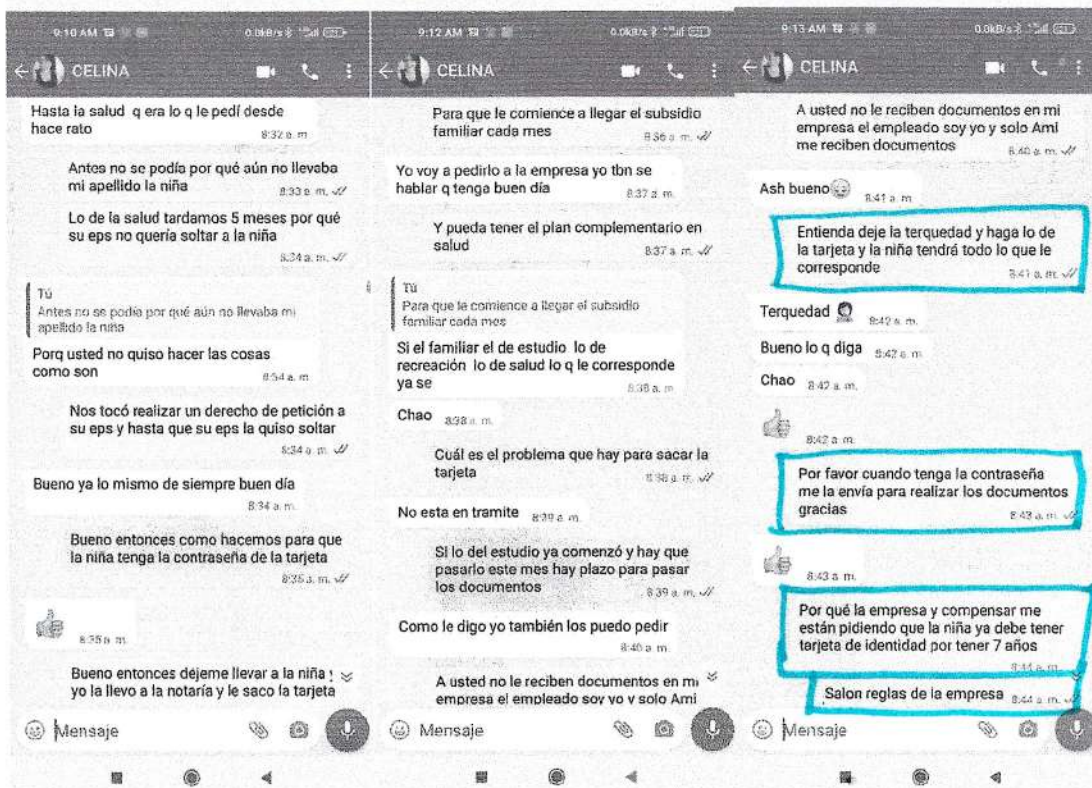 9:10 AM
0.0kB/s
CELINA
Hasta la salud q era lo q le pedí desde
hace rato
8:32 a. m.
Antes no se podía por qué aún no llevaba
mi apellido la niña
8:33 a. m.
Lo de la salud tardamos 5 meses por qué
su eps no quería soltar a la niña
8:34 a. m.
Tú
Antes no se podía por qué aún no llevaba mi
apellido la niña
Porq usted no quiso hacer las cosas
como son
8:34 a. m.
Nos tocó realizar un derecho de petición a
su eps y hasta que su eps la quiso soltar
8:34 a. m.
Bueno ya lo mismo de siempre buen día
8:34 a. m.
Bueno entonces como hacemos para que
la niña tenga la contraseña de la tarjeta
8:35 a. m.
8:35 a. m.
Bueno entonces déjeme llevar a la niña y
yo la llevo a la notaría y le saco la tarjeta
Mensaje
9:12 AM
0.0kB/s
CELINA
Para que le comience a llegar el subsidio
familiar cada mes
8:36 a. m.
Yo voy a pedirlo a la empresa yo tbn se
hablar q tenga buen día
8:37 a. m.
Y pueda tener el plan complementario en
salud
8:37 a. m.
Tú
Para que le comience a llegar el subsidio
familiar cada mes
Si el familiar el de estudio lo de
recreación lo de salud lo q le corresponde
ya se
8:38 a. m.
Chao
8:38 a. m.
Cuál es el problema que hay para sacar la
tarjeta
8:38 a. m.
No esta en tramite
8:39 a. m.
Si lo del estudio ya comenzó y hay que
pasarlo este mes hay plazo para pasar
los documentos
8:39 a. m.
Como le digo yo también los puedo pedir
8:40 a. m.
A usted no le reciben documentos en mi
empresa el empleado soy yo y solo Ami
Mensaje
9:13 AM
0.0kB/s
CELINA
A usted no le reciben documentos en mi
empresa el empleado soy yo y solo Ami
me reciben documentos
8:40 a. m.
Ash bueno
8:41 a. m.
Entienda deje la terquedad y haga lo de
la tarjeta y la niña tendrá todo lo que le
corresponde
8:41 a. m.
Terquedad
8:42 a. m.
Bueno lo q diga
8:42 a. m.
Chao
8:42 a. m.
8:42 a. m.
Por favor cuando tenga la contraseña
me la envía para realizar los documentos
gracias
8:43 a. m.
8:43 a. m.
Por qué la empresa y compensar me
están pidiendo que la niña ya debe tener
tarjeta de identidad por tener 7 años
8:44 a. m.
Salon reglas de la empresa
8:44 a. m.
Mensaje